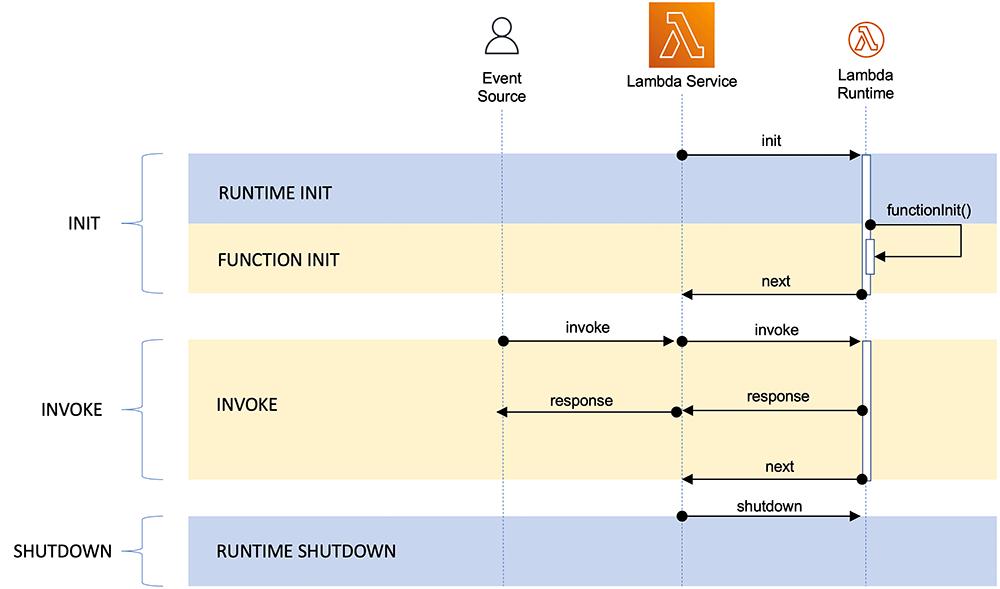 Event
Source
Lambda Service
Lambda
Runtime
init
RUNTIME INIT
functionInit()
INIT
FUNCTION INIT
next
invoke
invoke
INVOKE
INVOKE
response
response
next
shutdown
SHUTDOWN
RUNTIME SHUTDOWN